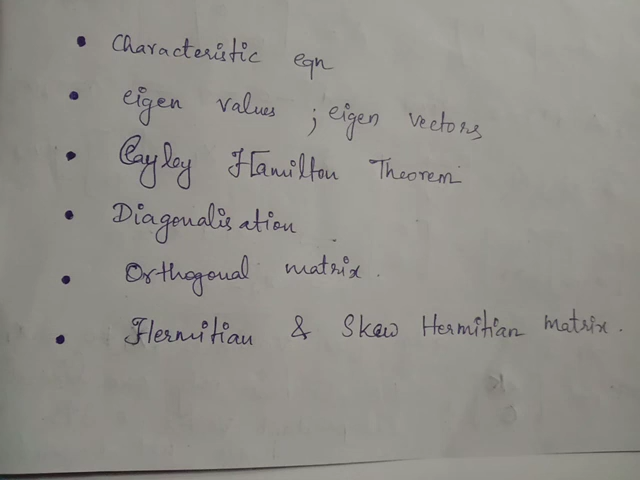 • Characteristic eqn
• eigen values ; eigen vectors
• Cayley Hamilton Theorem
• Diagonalisation
• Orthogonal matrix.
• Hermitian & Skew Hermitian matrix.